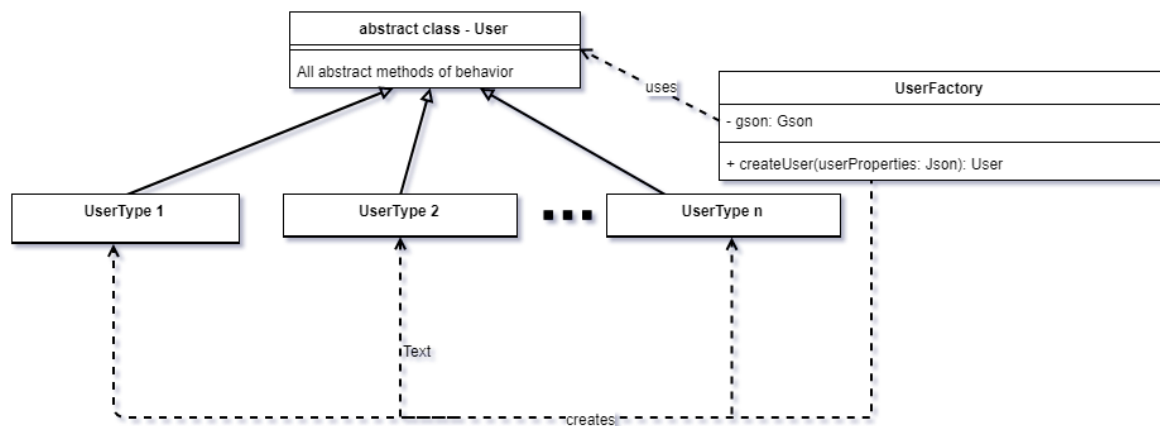 abstract class - User
All abstract methods of behavior
uses
UserFactory
- gson: Gson
+ createUser(userProperties: Json): User
UserType 1
UserType 2
UserType n
Text
creates